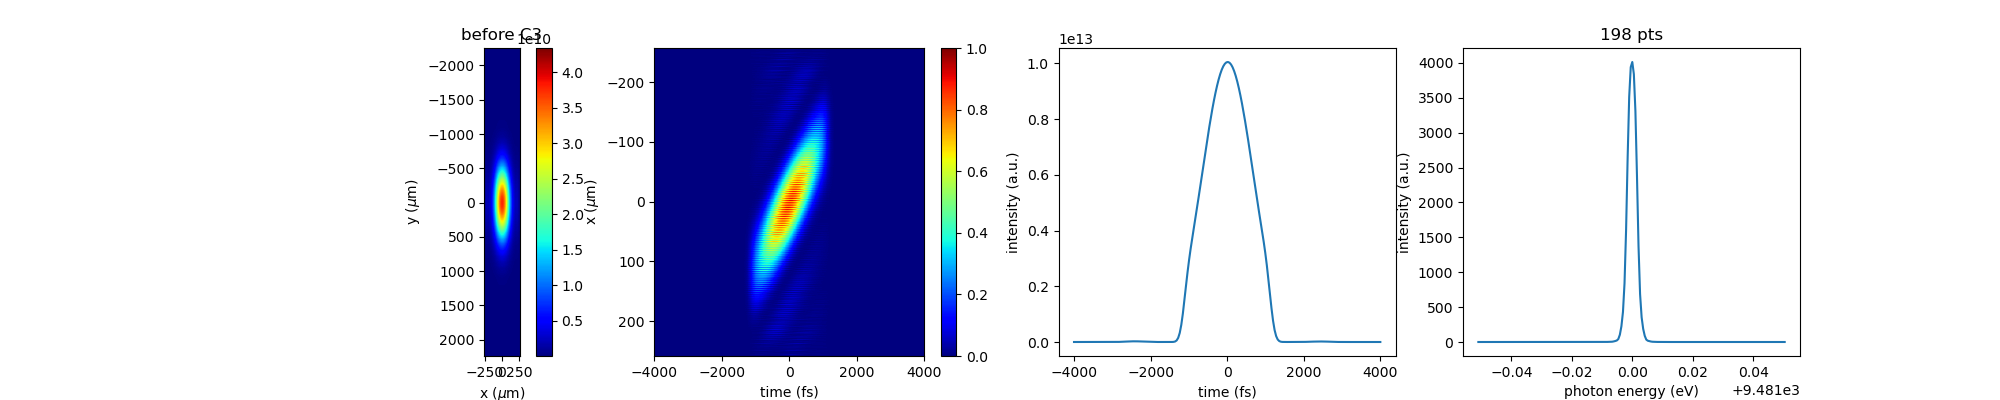 before C3
1e10
−2000
−1500
−1000
−500
0
500
1000
1500
2000
y (μm)
−250 0 250
x (μm)
4.0
3.5
3.0
2.5
2.0
1.5
1.0
0.5
x (μm)
−200
−100
0
100
200
−4000 −2000 0 2000 4000
time (fs)
1.0
0.8
0.6
0.4
0.2
0.0
1e13
intensity (a.u.)
1.0
0.8
0.6
0.4
0.2
0.0
−4000 −2000 0 2000 4000
time (fs)
198 pts
intensity (a.u.)
4000
3500
3000
2500
2000
1500
1000
500
0
−0.04 −0.02 0.00 0.02 0.04
photon energy (eV)
+9.481e3